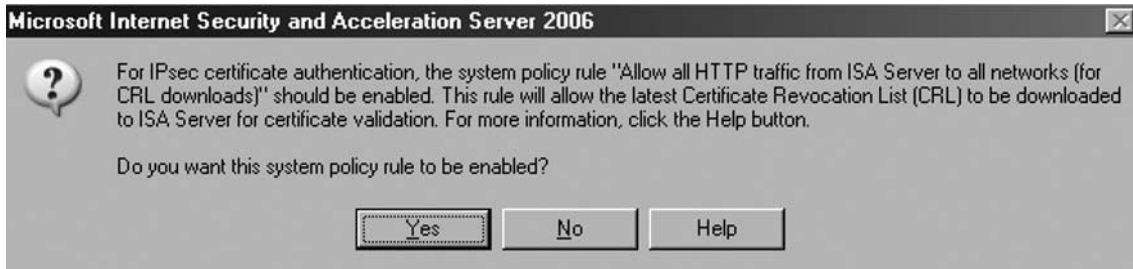 Microsoft Internet Security and Acceleration Server 2006
For IPsec certificate authentication, the system policy rule "Allow all HTTP traffic from ISA Server to all networks (for
CRL downloads)" should be enabled. This rule will allow the latest Certificate Revocation List (CRL) to be downloaded
to ISA Server for certificate validation. For more information, click the Help button.
Do you want this system policy rule to be enabled?
Yes No Help